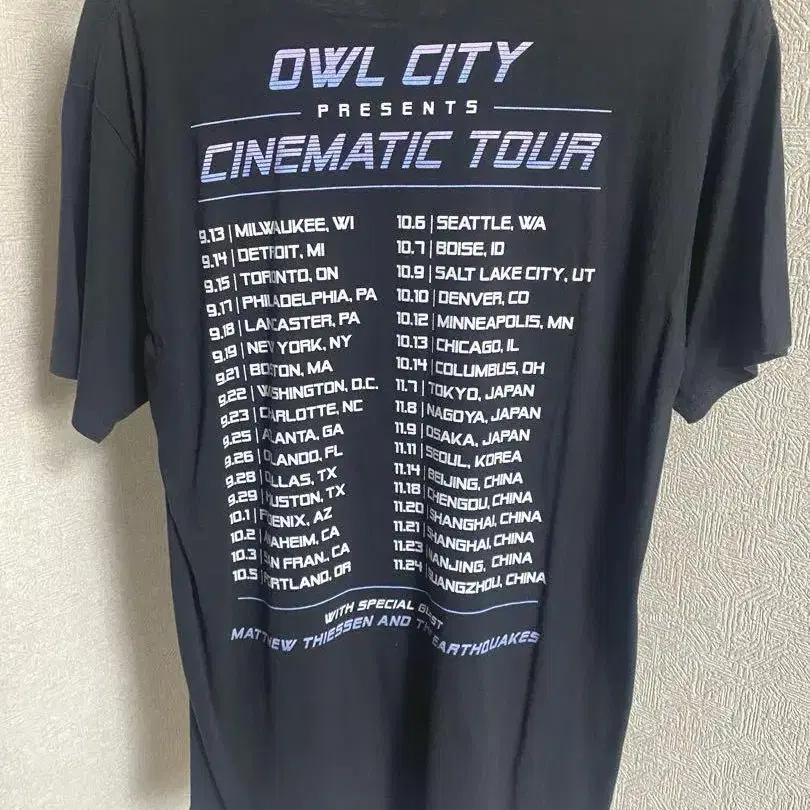 OWL CITY
PRESENTS
CINEMATIC TOUR
9.13 | MILWAUKEE, WI
9.14 | DETROIT, MI
9.15 | TORONTO, ON
9.17 | PHILADELPHIA, PA
9.18 | LANCASTER, PA
9.19 | NEW YORK, NY
9.21 | BOSTON, MA
9.22 | WASHINGTON, D.C.
9.23 | CHARLOTTE, NC
9.25 | ATLANTA, GA
9.26 | ORLANDO, FL
9.28 | DALLAS, TX
9.29 | HOUSTON, TX
10.1 | PHOENIX, AZ
10.2 | ANAHEIM, CA
10.3 | SAN FRAN, CA
10.5 | PORTLAND, OR
10.6 | SEATTLE, WA
10.7 | BOISE, ID
10.9 | SALT LAKE CITY, UT
10.10 | DENVER, CO
10.12 | MINNEAPOLIS, MN
10.13 | CHICAGO, IL
10.14 | COLUMBUS, OH
11.7 | TOKYO, JAPAN
11.8 | NAGOYA, JAPAN
11.9 | OSAKA, JAPAN
11.11 | SEOUL, KOREA
11.14 | BEIJING, CHINA
11.18 | CHENGDU, CHINA
11.20 | SHANGHAI, CHINA
11.21 | SHANGHAI, CHINA
11.23 | NANJING, CHINA
11.24 | GUANGZHOU, CHINA
WITH SPECIAL GUEST
MATTHEW THIESSEN AND THE EARTHQUAKES